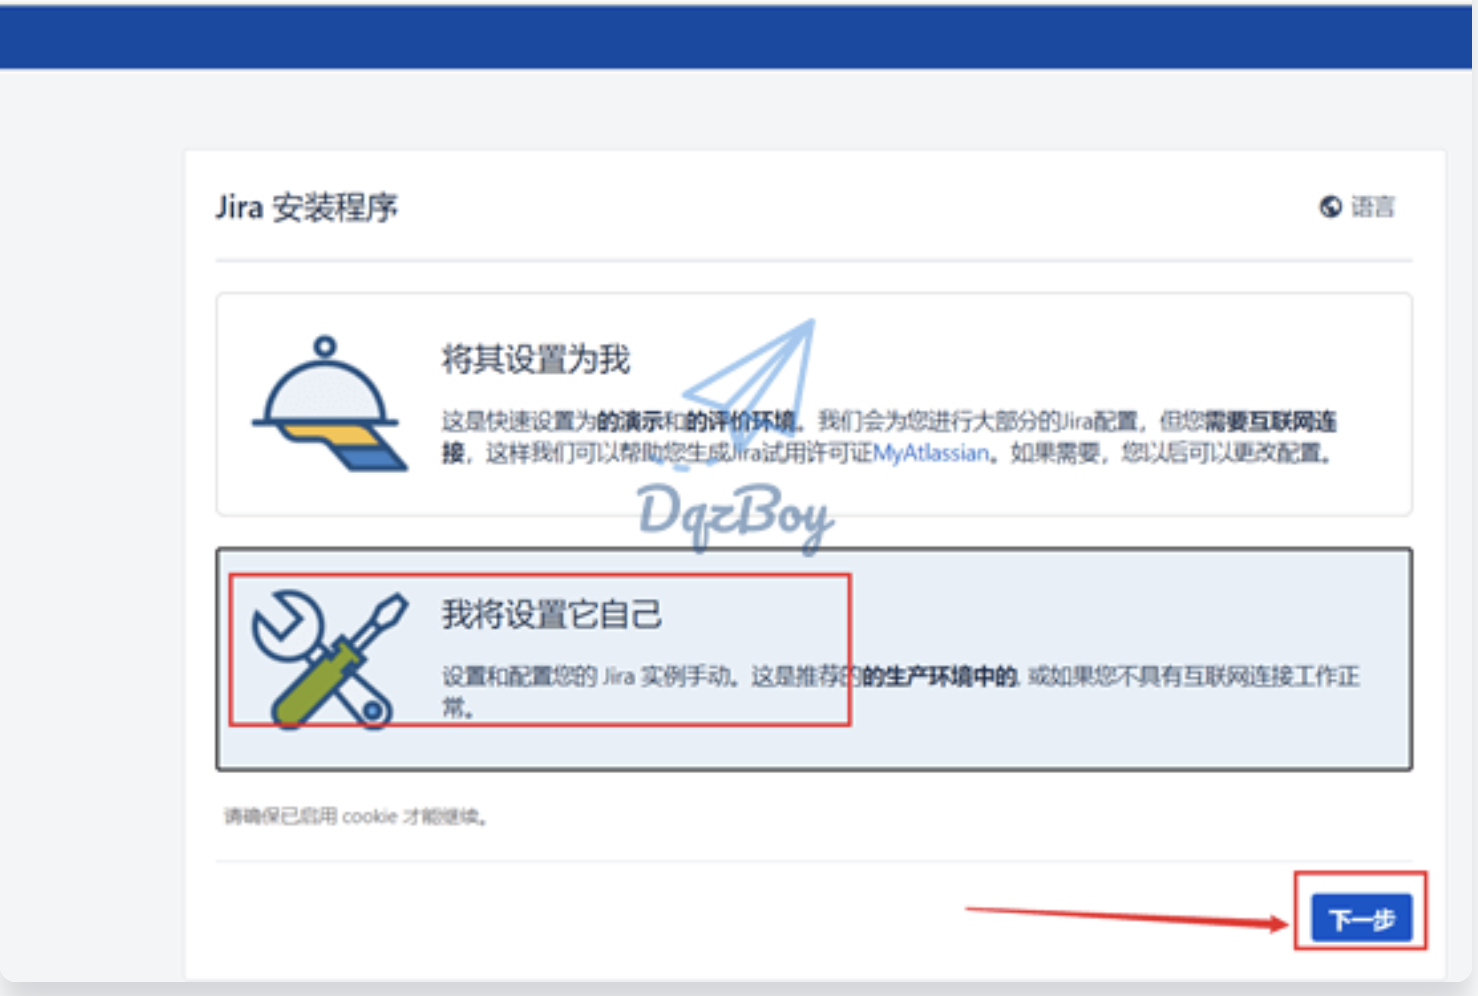 Jira 安装程序
语言
将其设置为我
这是快速设置为的演示和的评价环境。我们会为您进行大部分的Jira配置，但您需要互联网连
接，这样我们可以帮助您生成Jira试用许可证MyAtlassian。如果需要，您以后可以更改配置。
DqzBoy
我将设置它自己
设置和配置您的 Jira 实例手动。这是推荐的的生产环境中的, 或如果您不具有互联网连接工作正
常。
请确保已启用 cookie 才能继续。
下一步